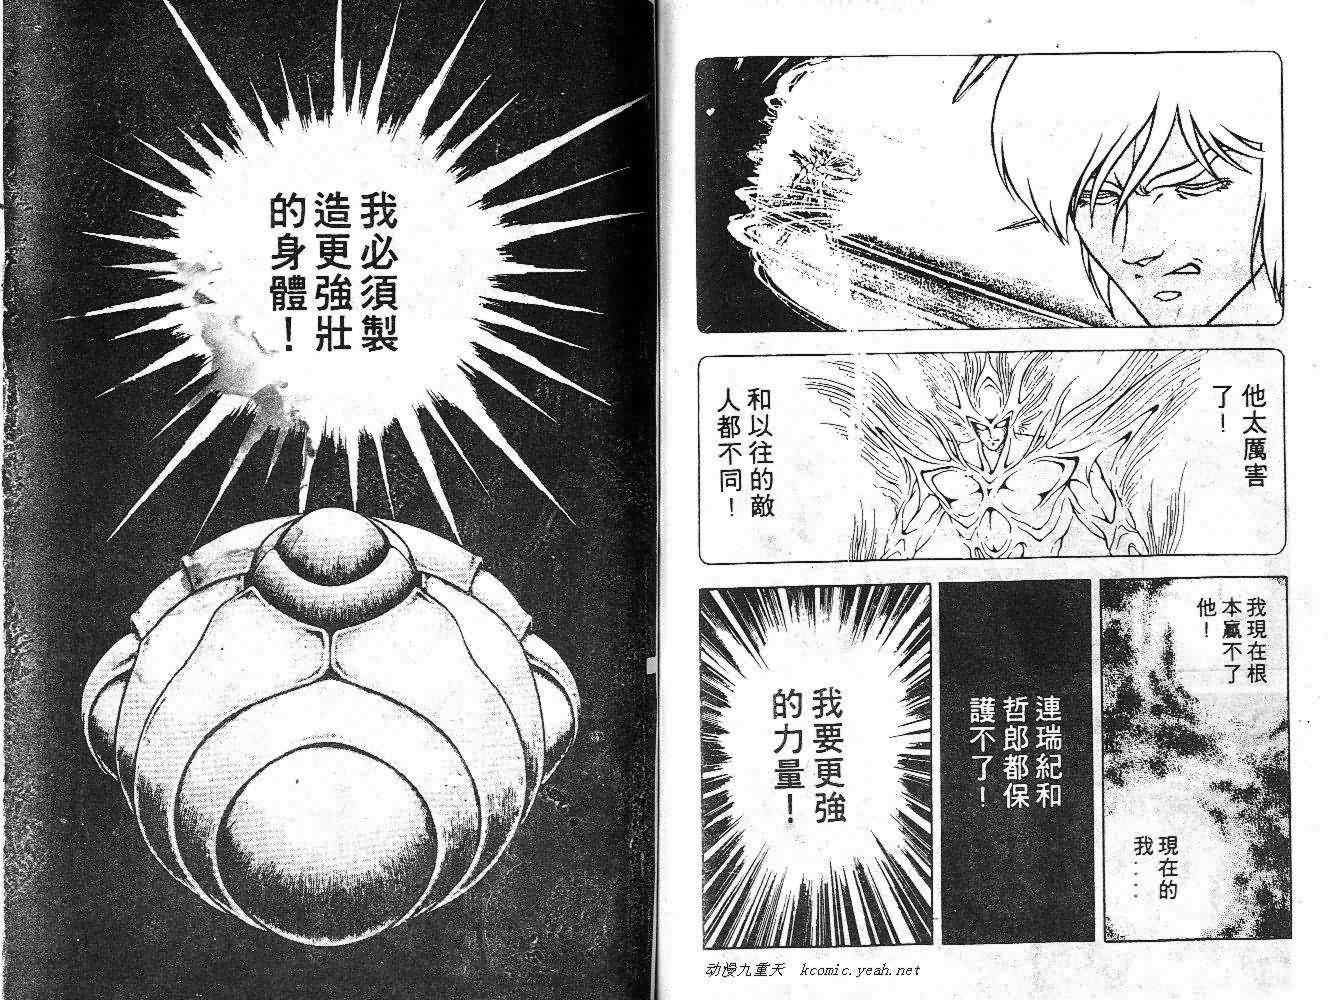 他太厲害
了！
和以往的敵
人都不同！
我現在根
本贏不了
他！
現在的
我‥‥
連瑞紀和
哲郎都保
護不了！
我要更強
的力量！
我必須製
造更強壯
的身體！
动漫九重天 kcomic.yeah.net